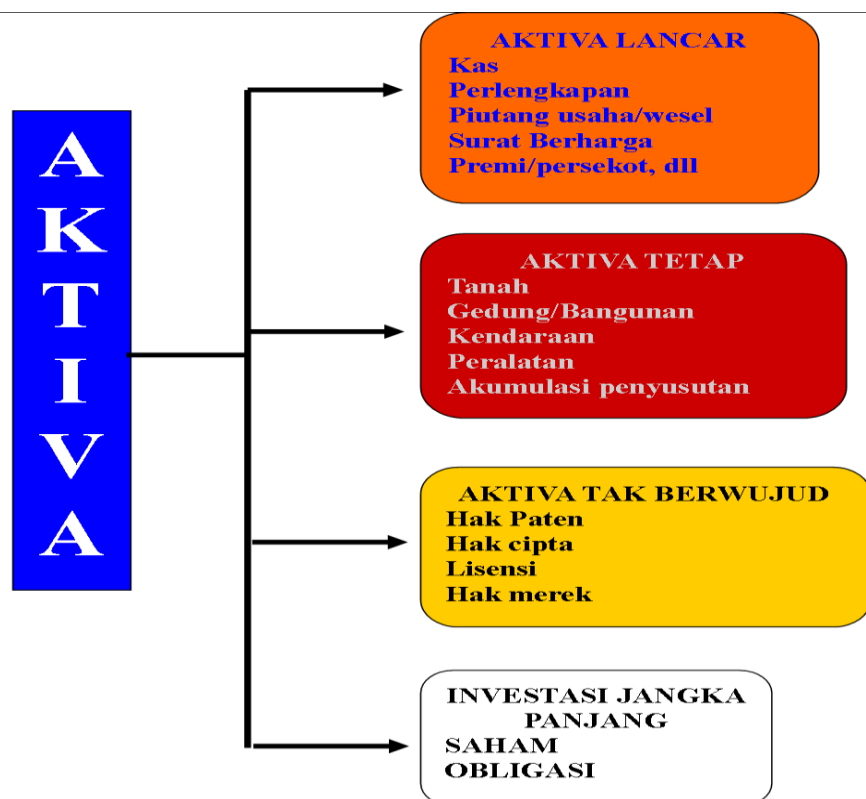 AKTIVA
AKTIVA LANCAR
Kas
Perlengkapan
Piutang usaha/wesel
Surat Berharga
Premi/persekot, dll
AKTIVA TETAP
Tanah
Gedung/Bangunan
Kendaraan
Peralatan
Akumulasi penyusutan
AKTIVA TAK BERWUJUD
Hak Paten
Hak cipta
Lisensi
Hak merek
INVESTASI JANGKA
PANJANG
SAHAM
OBLIGASI